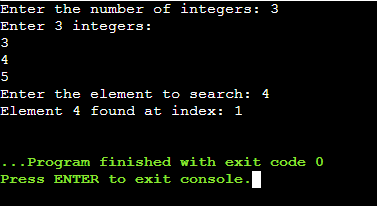 Enter the number of integers: 3
Enter 3 integers:
3
4
5
Enter the element to search: 4
Element 4 found at index: 1
...Program finished with exit code 0
Press ENTER to exit console.